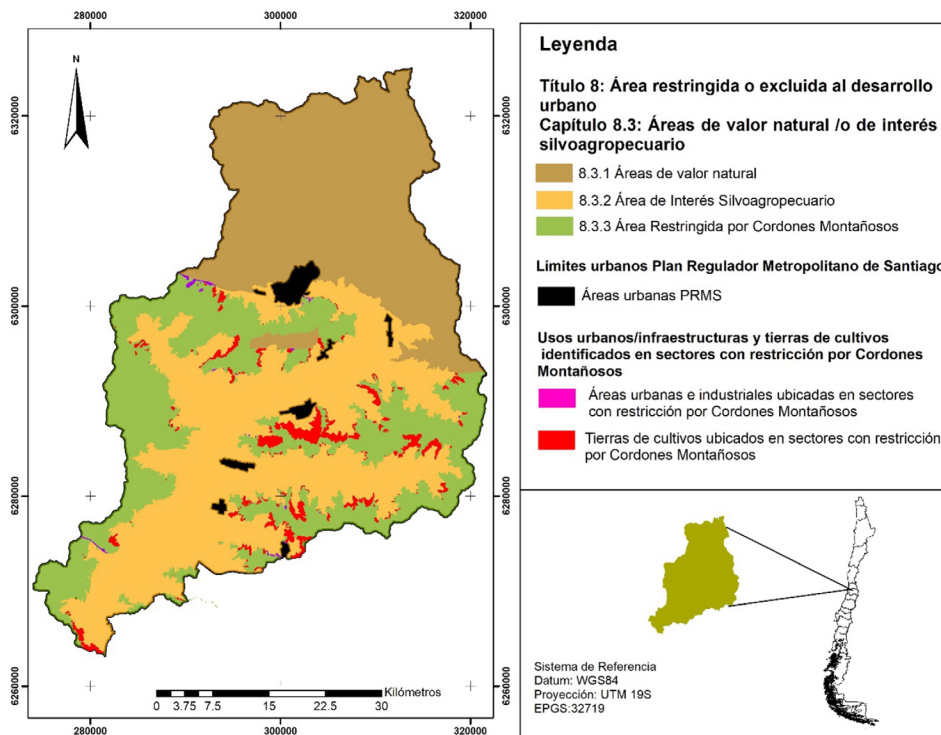 280000
300000
320000
N
6320000
6320000
6300000
6300000
6280000
6280000
6260000
6260000
Kilómetros
0 3.75 7.5 15 22.5 30
280000
300000
320000
Leyenda
Título 8: Área restringida o excluida al desarrollo
urbano
Capítulo 8.3: Áreas de valor natural /o de interés
silvoagropecuario
8.3.1 Áreas de valor natural
8.3.2 Área de Interés Silvoagropecuario
8.3.3 Área Restringida por Cordones Montañosos
Límites urbanos Plan Regulador Metropolitano de Santiago
Áreas urbanas PRMS
Usos urbanos/infraestructuras y tierras de cultivos
identificados en sectores con restricción por Cordones
Montañosos
Áreas urbanas e industriales ubicadas en sectores
con restricción por Cordones Montañosos
Tierras de cultivos ubicados en sectores con restricción
por Cordones Montañosos
Sistema de Referencia
Datum: WGS84
Proyección: UTM 19S
EPGS:32719